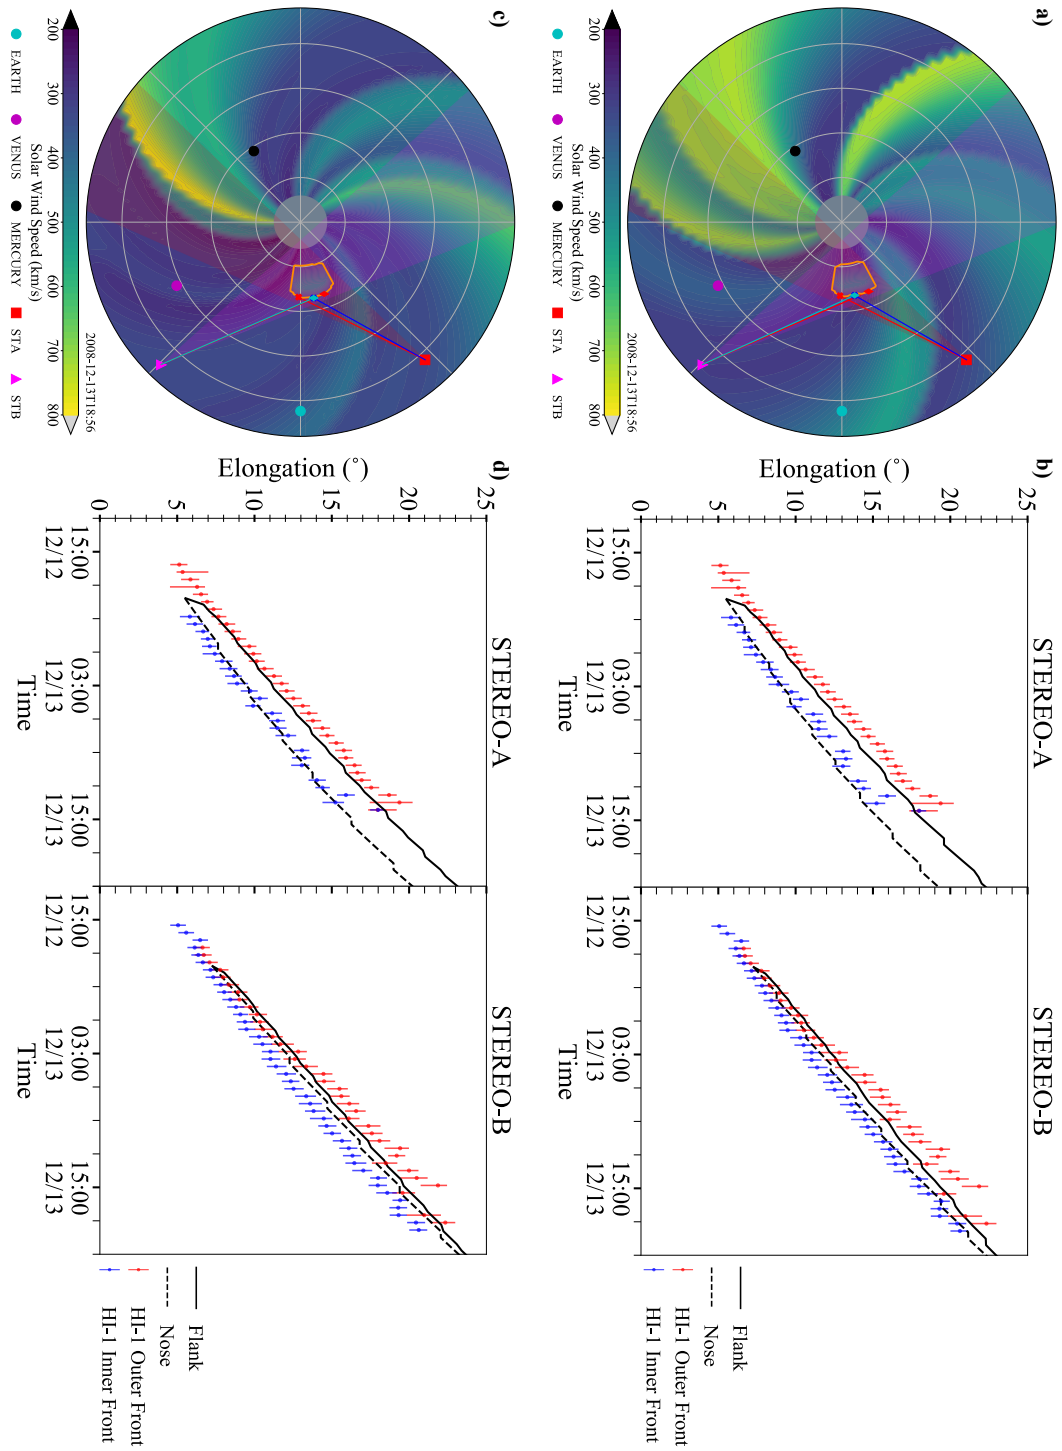 a)
2008-12-13T18:56
200 300 400 500 600 700 800
Solar Wind Speed (km/s)
EARTH VENUS MERCURY STA STB
b)
STEREO-A STEREO-B
Elongation (°)
25
20
15
10
5
0
15:00 03:00 15:00 15:00 03:00 15:00
12/12 12/13 12/13 12/12 12/13 12/13
Time Time
Flank
Nose
HI-1 Outer Front
HI-1 Inner Front
c)
2008-12-13T18:56
200 300 400 500 600 700 800
Solar Wind Speed (km/s)
EARTH VENUS MERCURY STA STB
d)
STEREO-A STEREO-B
Elongation (°)
25
20
15
10
5
0
15:00 03:00 15:00 15:00 03:00 15:00
12/12 12/13 12/13 12/12 12/13 12/13
Time Time
Flank
Nose
HI-1 Outer Front
HI-1 Inner Front